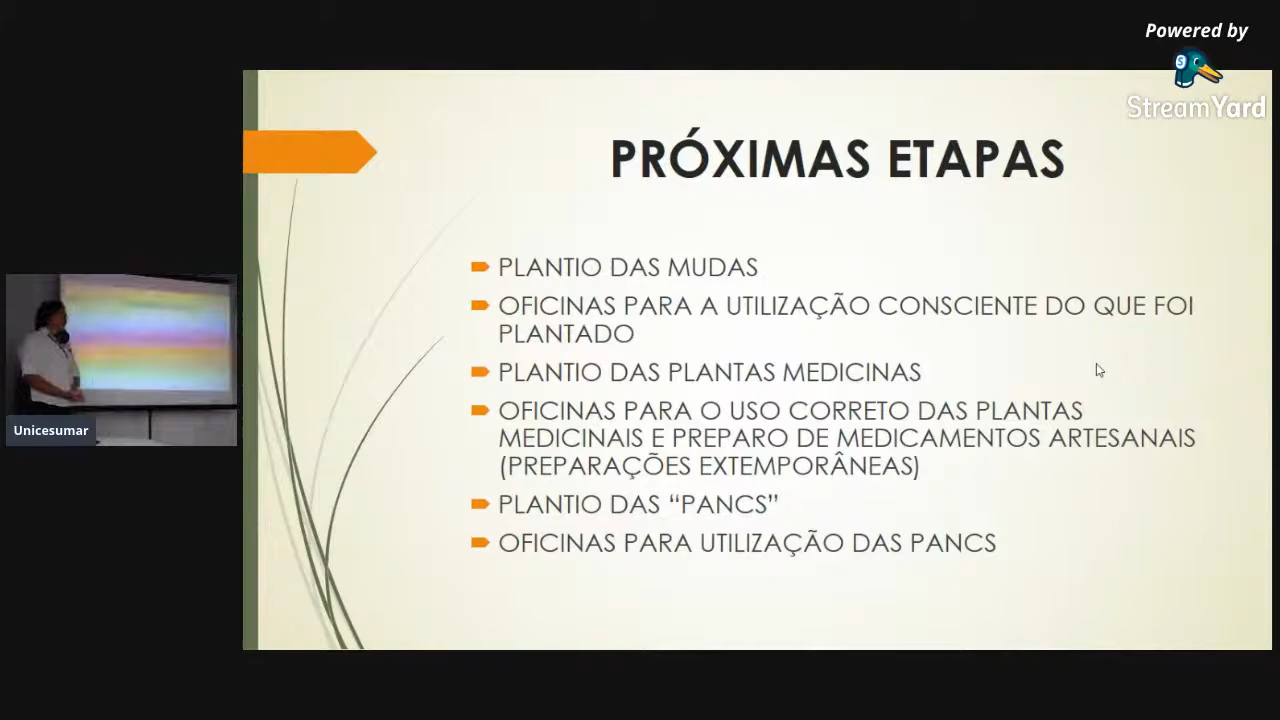 Powered by
StreamYard
PRÓXIMAS ETAPAS
PLANTIO DAS MUDAS
OFICINAS PARA A UTILIZAÇÃO CONSCIENTE DO QUE FOI
PLANTADO
PLANTIO DAS PLANTAS MEDICINAS
OFICINAS PARA O USO CORRETO DAS PLANTAS
MEDICINAIS E PREPARO DE MEDICAMENTOS ARTESANAIS
(PREPARAÇÕES EXTEMPORÂNEAS)
PLANTIO DAS “PANCS”
OFICINAS PARA UTILIZAÇÃO DAS PANCS
Unicesumar